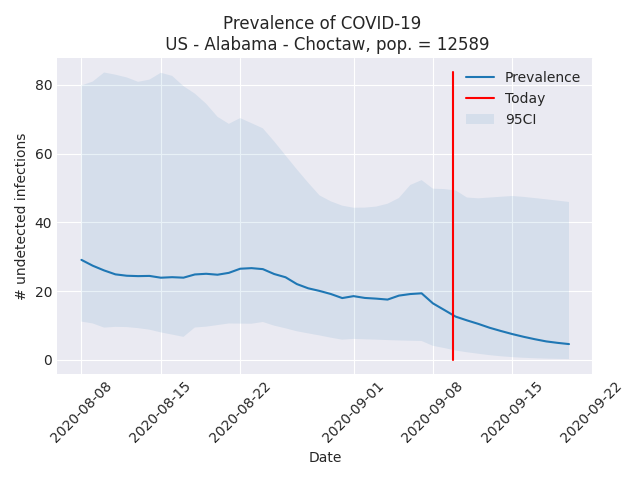 Prevalence of COVID-19
US - Alabama - Choctaw, pop. = 12589
Prevalence
Today
95CI
# undetected infections
80
60
40
20
0
2020-08-08
2020-08-15
2020-08-22
2020-09-01
2020-09-08
2020-09-15
2020-09-22
Date